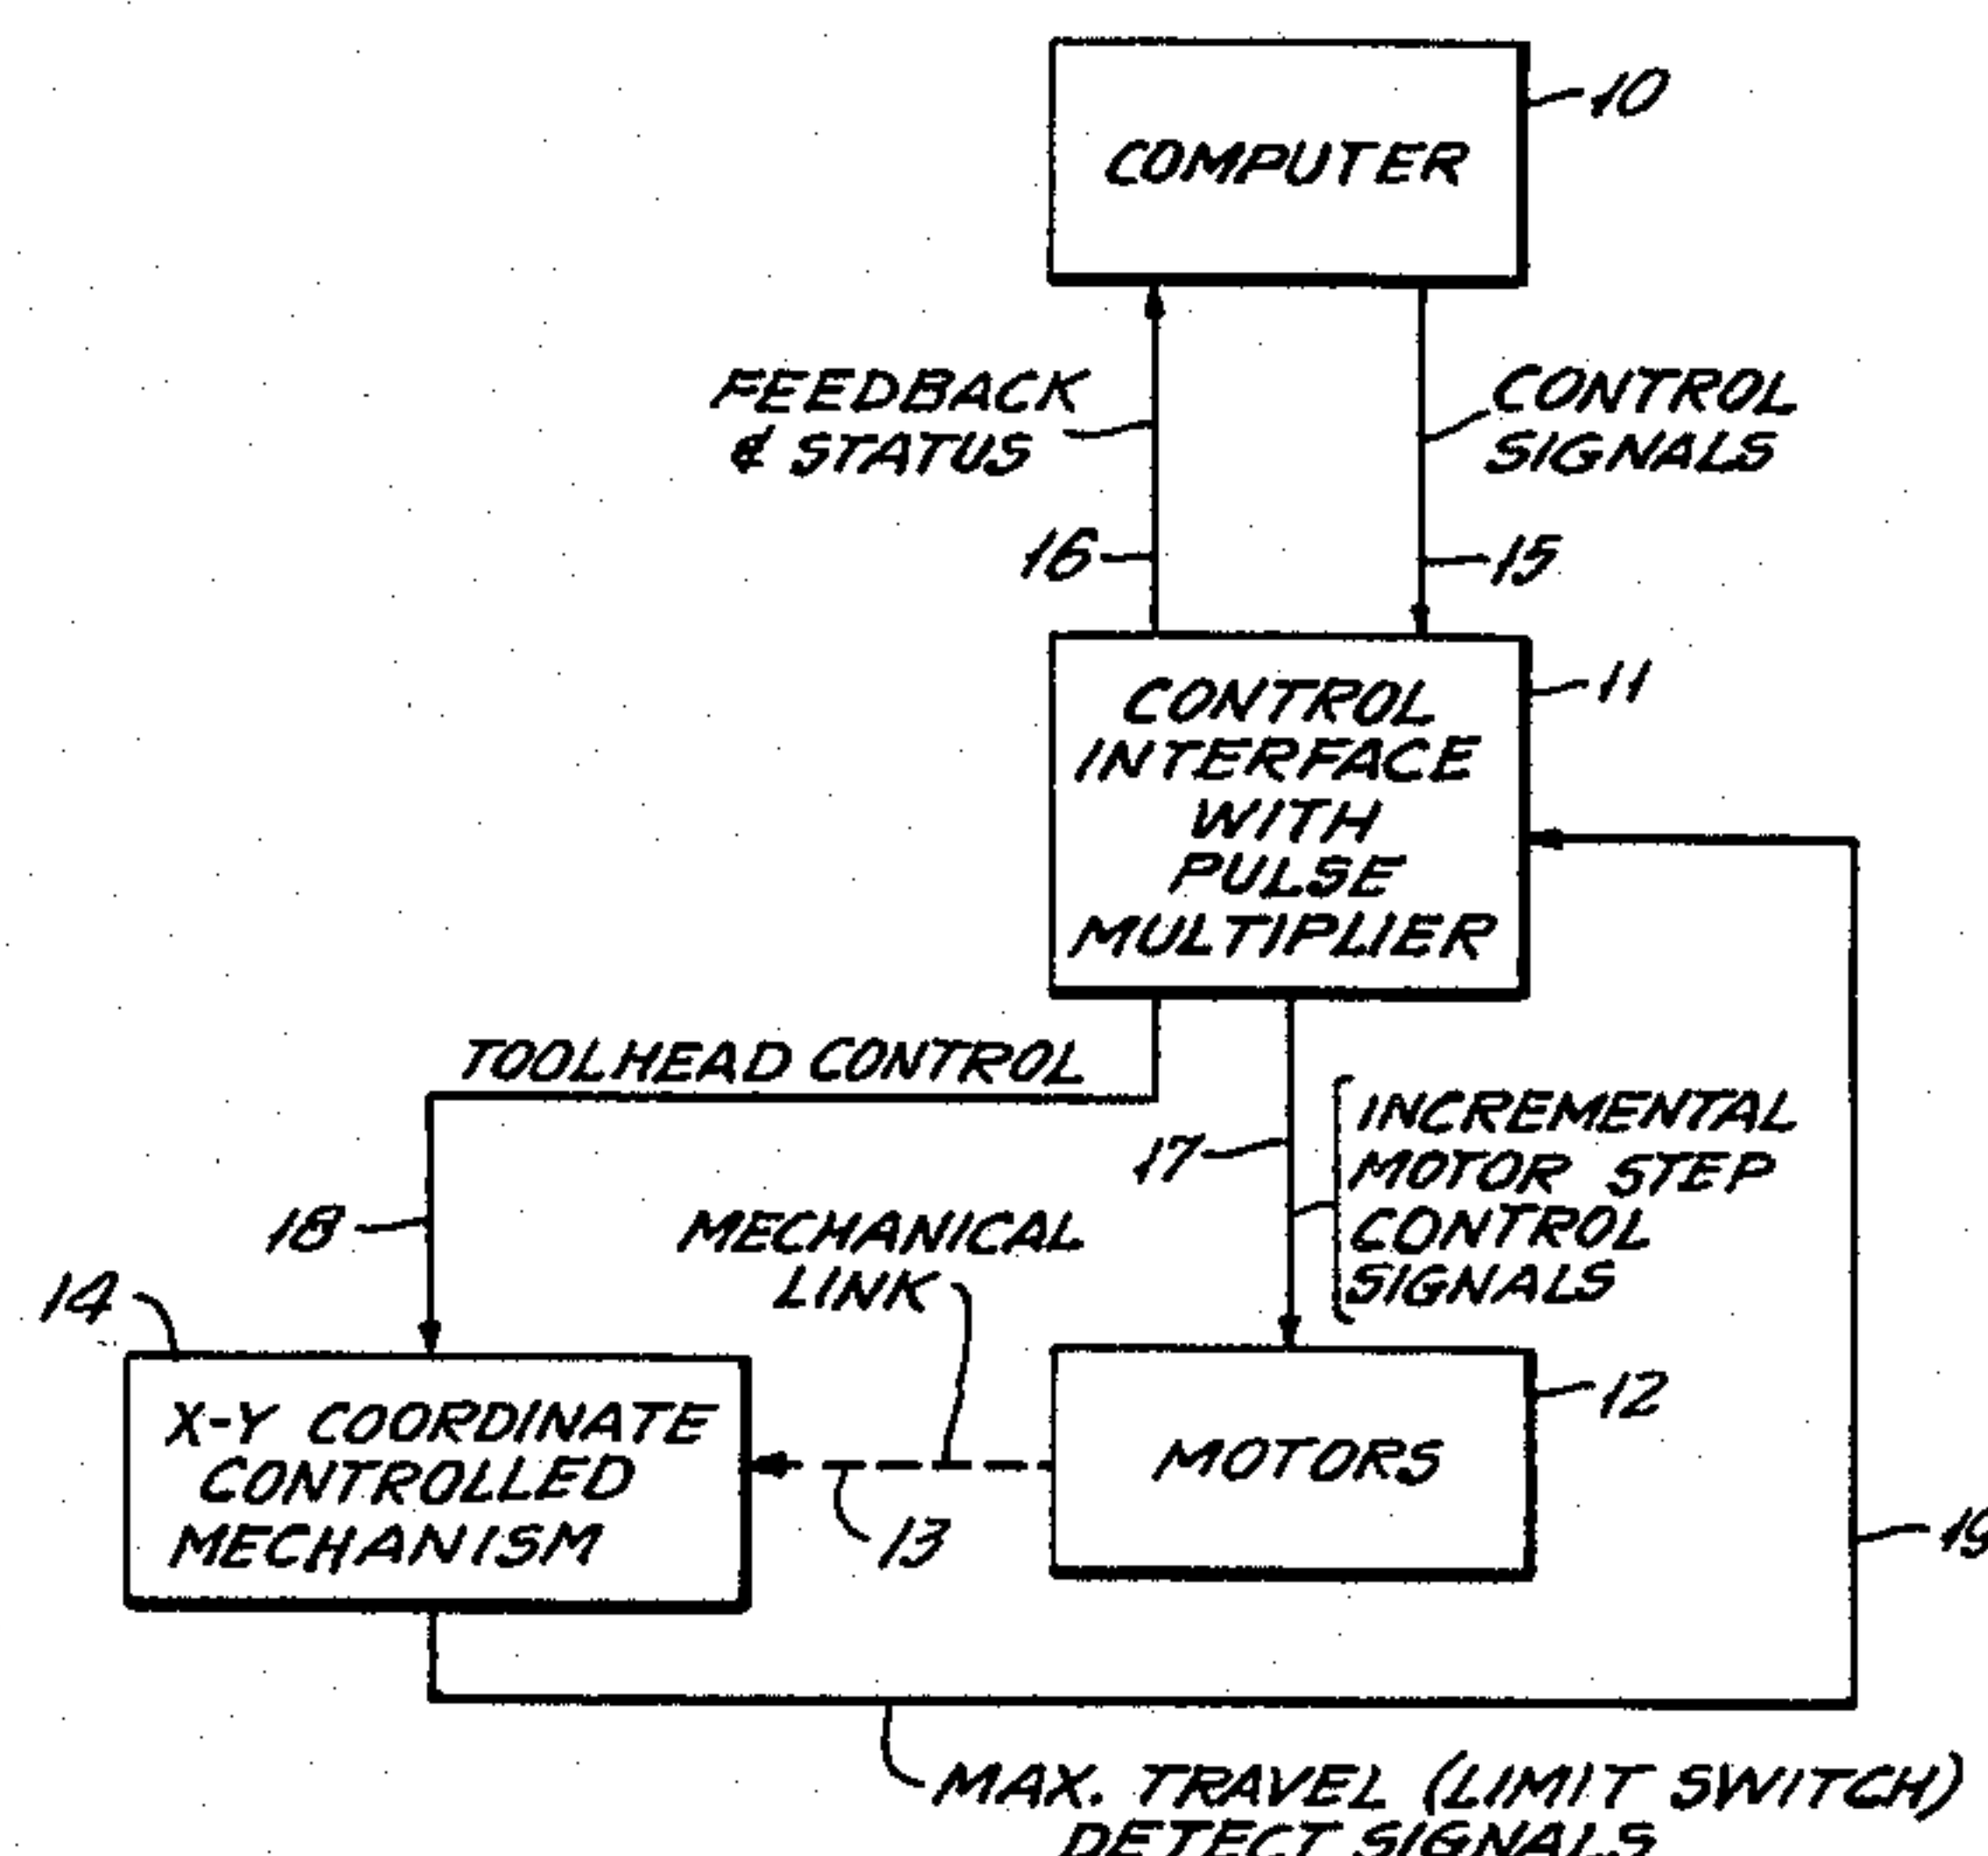 COMPUTER
10
FEEDBACK
& STATUS
CONTROL
SIGNALS
16
15
CONTROL
INTERFACE
WITH
PULSE
MULTIPLIER
11
TOOLHEAD CONTROL
17
INCREMENTAL
MOTOR STEP
CONTROL
SIGNALS
18
MECHANICAL
LINK
14
X-Y COORDINATE
CONTROLLED
MECHANISM
13
MOTORS
12
19
MAX. TRAVEL (LIMIT SWITCH)
DETECT SIGNALS